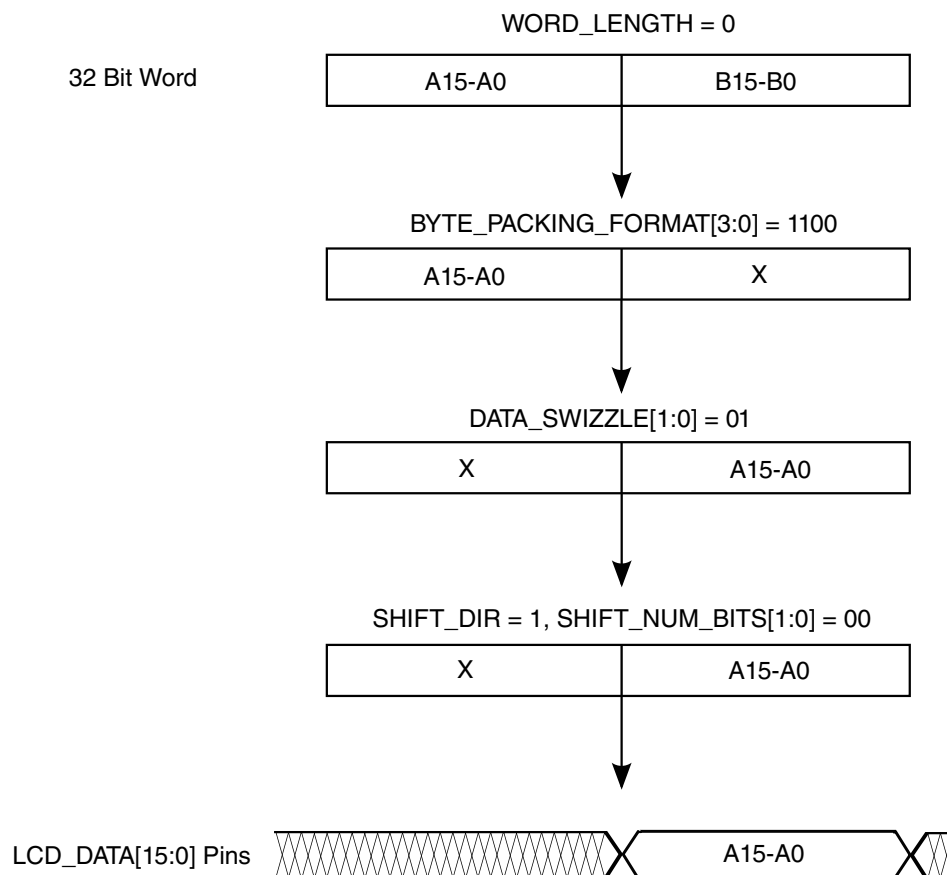 WORD_LENGTH = 0
32 Bit Word
A15-A0 B15-B0
BYTE_PACKING_FORMAT[3:0] = 1100
A15-A0 X
DATA_SWIZZLE[1:0] = 01
X A15-A0
SHIFT_DIR = 1, SHIFT_NUM_BITS[1:0] = 00
X A15-A0
LCD_DATA[15:0] Pins A15-A0